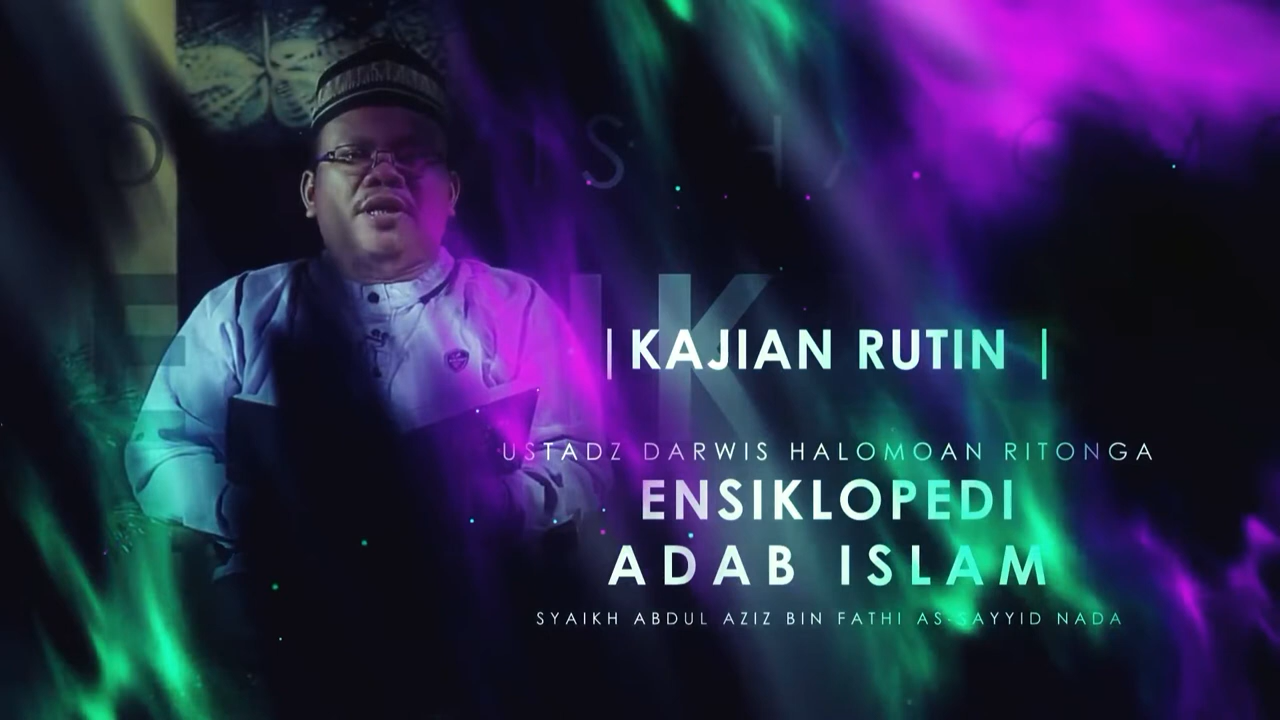 | KAJIAN RUTIN |
USTADZ DARWIS HALOMOAN RITONGA
ENSIKLOPEDI
ADAB ISLAM
SYAIKH ABDUL AZIZ BIN FATHI AS-SAYYID NADA